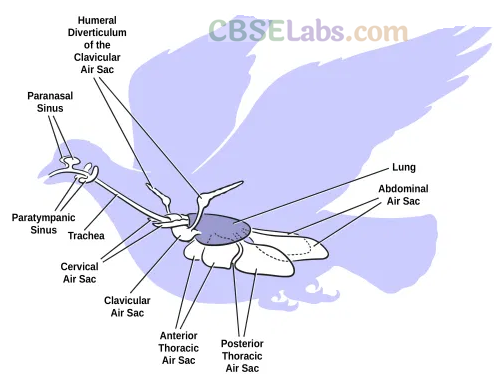 CBSELabs.com
Humeral
Diverticulum
of the
Clavicular
Air Sac
Paranasal
Sinus
Lung
Abdominal
Air Sac
Paratympanic
Sinus
Trachea
Cervical
Air Sac
Clavicular
Air Sac
Anterior
Thoracic
Air Sac
Posterior
Thoracic
Air Sac